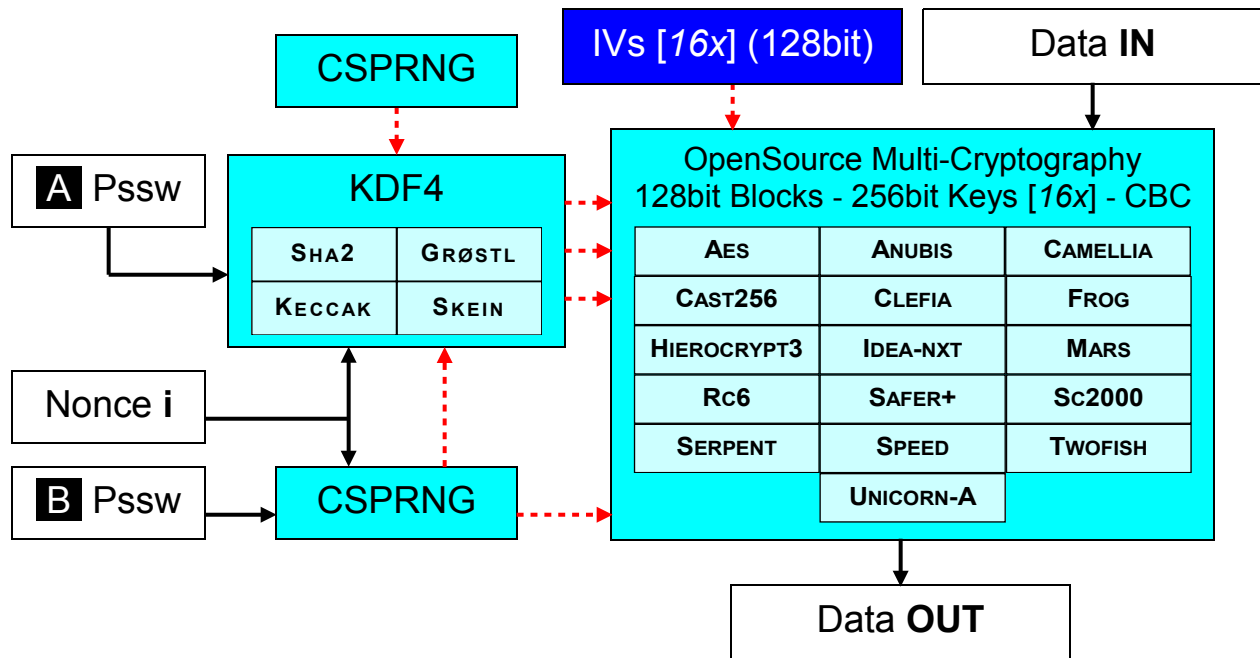 IVs [16x] (128bit)
Data IN
CSPRNG
A Pssw
KDF4
SHA2
GRØSTL
KECCAK
SKEIN
OpenSource Multi-Cryptography
128bit Blocks - 256bit Keys [16x] - CBC
AES
ANUBIS
CAMELLIA
CAST256
CLEFIA
FROG
HIEROCRYPT3
IDEA-NXT
MARS
RC6
SAFER+
SC2000
SERPENT
SPEED
TWOFISH
UNICORN-A
Nonce i
B Pssw
CSPRNG
Data OUT